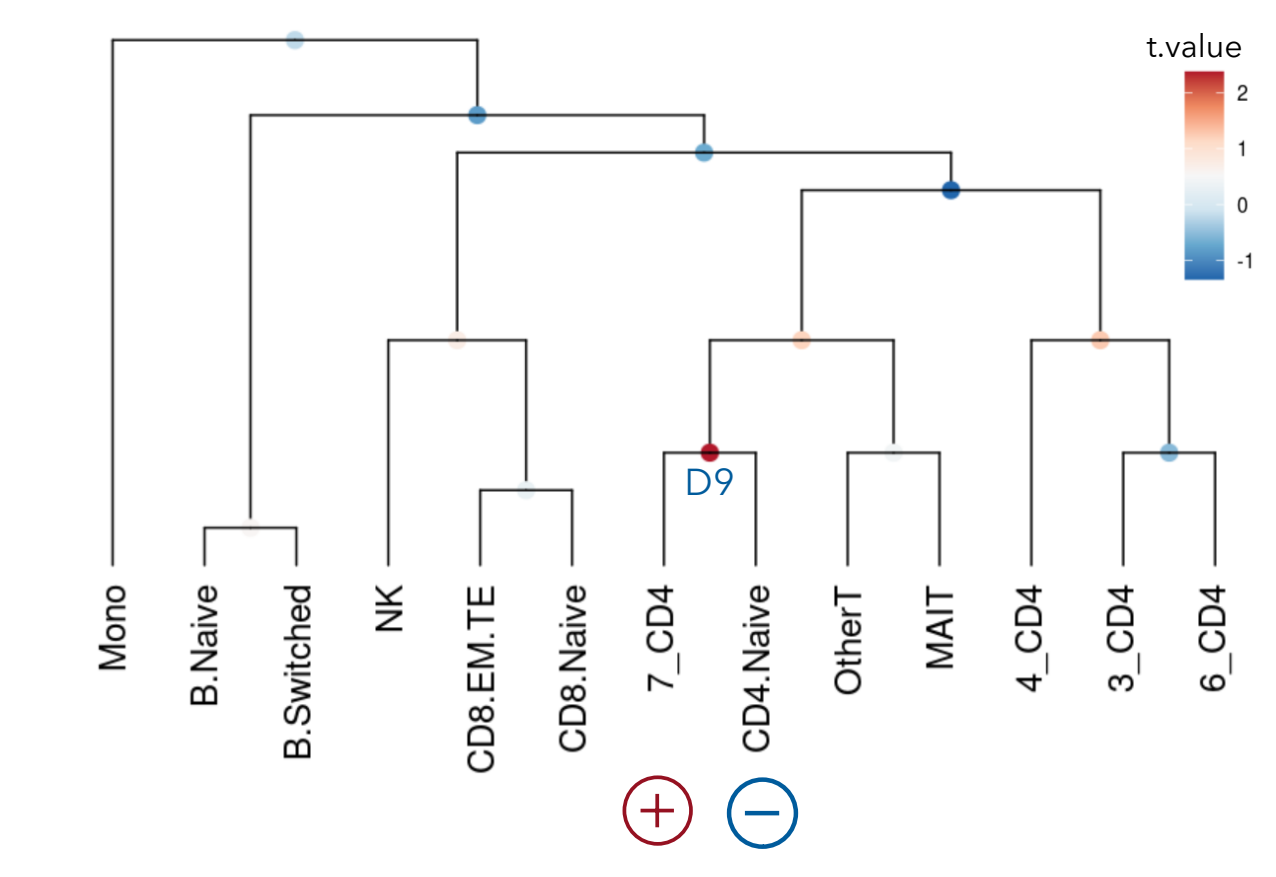 t.value
2
1
0
-1
D9
Mono
B.Naive
B.Switched
NK
CD8.EM.TE
CD8.Naive
7_CD4
CD4.Naive
OtherT
MAIT
4_CD4
3_CD4
6_CD4
+
−